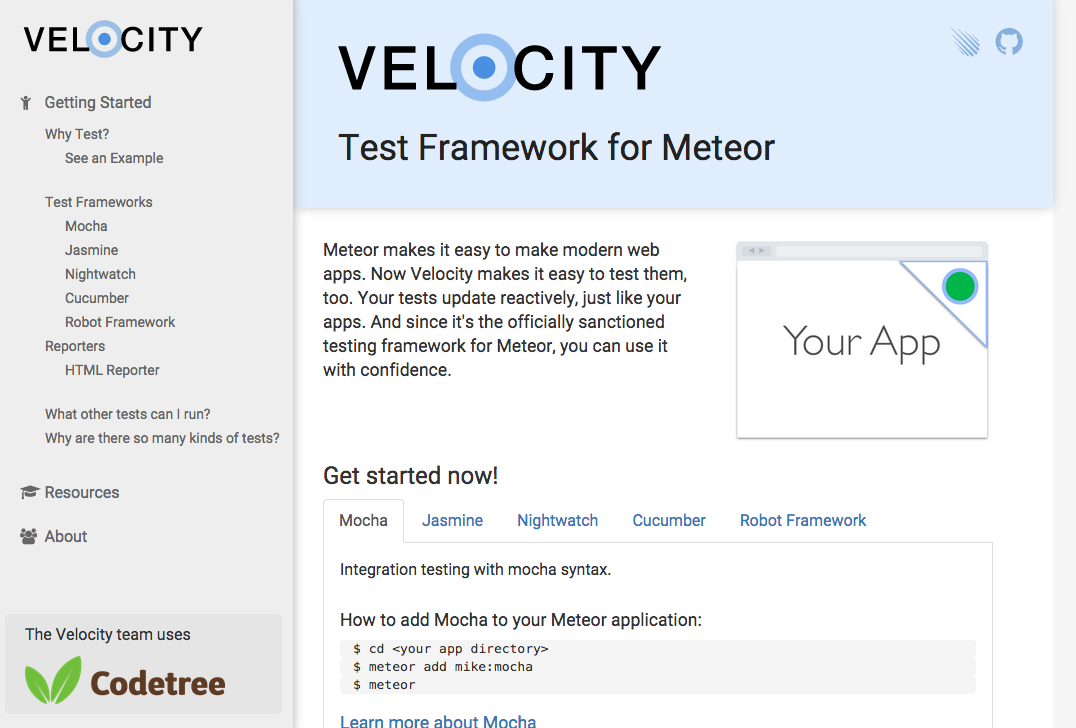 VELOCITY
Getting Started
Why Test?
See an Example
Test Frameworks
Mocha
Jasmine
Nightwatch
Cucumber
Robot Framework
Reporters
HTML Reporter
What other tests can I run?
Why are there so many kinds of tests?
Resources
About
The Velocity team uses
Codetree
VELOCITY
Test Framework for Meteor
Meteor makes it easy to make modern web
apps. Now Velocity makes it easy to test them,
too. Your tests update reactively, just like your
apps. And since it's the officially sanctioned
testing framework for Meteor, you can use it
with confidence.
Your App
Get started now!
Mocha Jasmine Nightwatch Cucumber Robot Framework
Integration testing with mocha syntax.
How to add Mocha to your Meteor application:
$ cd <your app directory>
$ meteor add mike:mocha
$ meteor
Learn more about Mocha